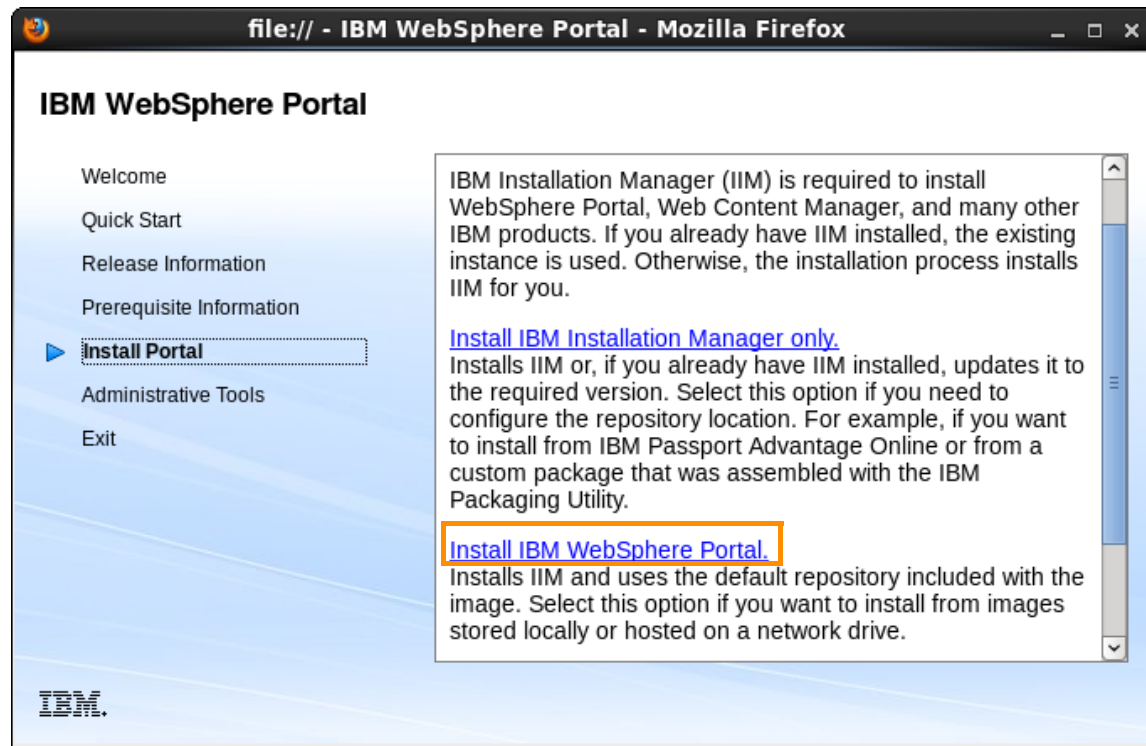 file:// - IBM WebSphere Portal - Mozilla Firefox
IBM WebSphere Portal
Welcome
Quick Start
Release Information
Prerequisite Information
Install Portal
Administrative Tools
Exit
IBM Installation Manager (IIM) is required to install
WebSphere Portal, Web Content Manager, and many other
IBM products. If you already have IIM installed, the existing
instance is used. Otherwise, the installation process installs
IIM for you.
Install IBM Installation Manager only.
Installs IIM or, if you already have IIM installed, updates it to
the required version. Select this option if you need to
configure the repository location. For example, if you want
to install from IBM Passport Advantage Online or from a
custom package that was assembled with the IBM
Packaging Utility.
Install IBM WebSphere Portal.
Installs IIM and uses the default repository included with the
image. Select this option if you want to install from images
stored locally or hosted on a network drive.
IBM.